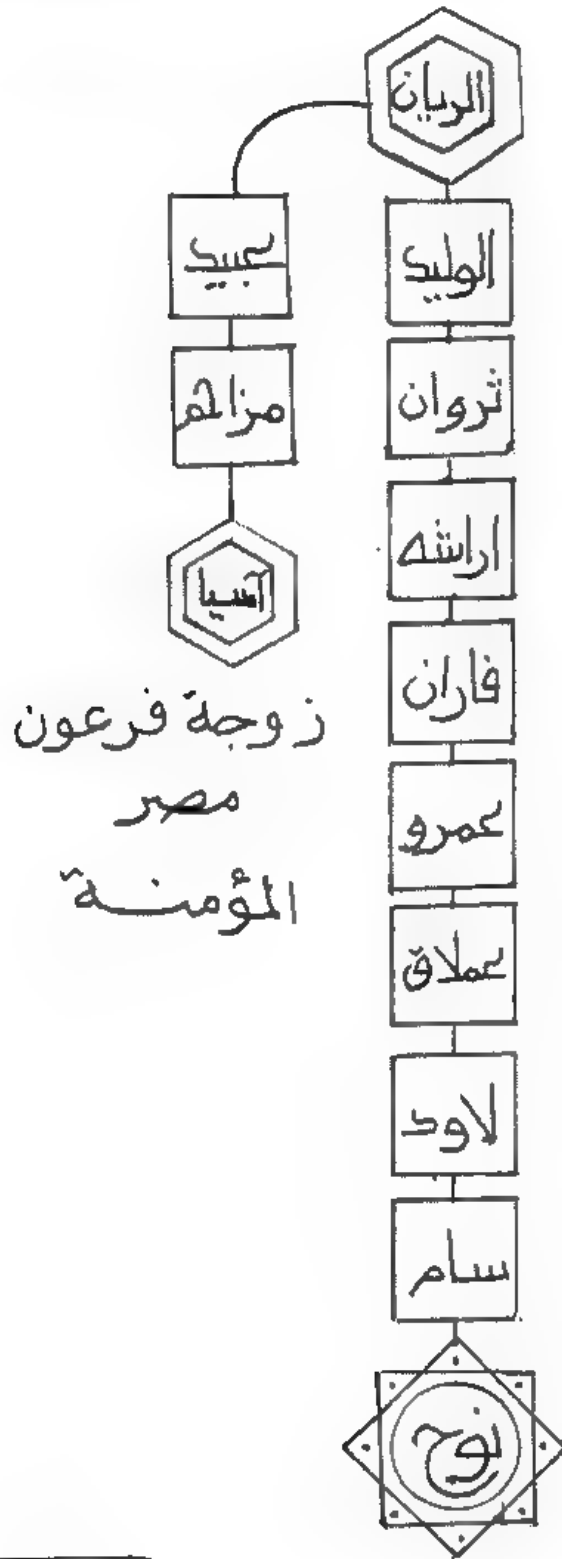 الريان
عبيد
الوليد
مزاحم
ثروان
آسيا
اراشه
زوجة فرعون
مصر
المؤمنة
فاران
عمرو
عملاق
لاود
سام
نوح